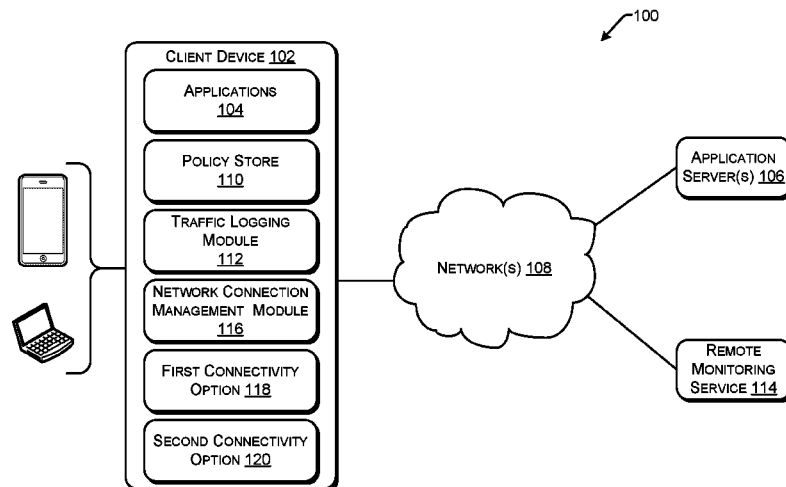 100
CLIENT DEVICE 102
APPLICATIONS
104
POLICY STORE
110
TRAFFIC LOGGING
MODULE
112
NETWORK CONNECTION
MANAGEMENT MODULE
116
FIRST CONNECTIVITY
OPTION 118
SECOND CONNECTIVITY
OPTION 120
NETWORK(S) 108
APPLICATION
SERVER(S) 106
REMOTE
MONITORING
SERVICE 114